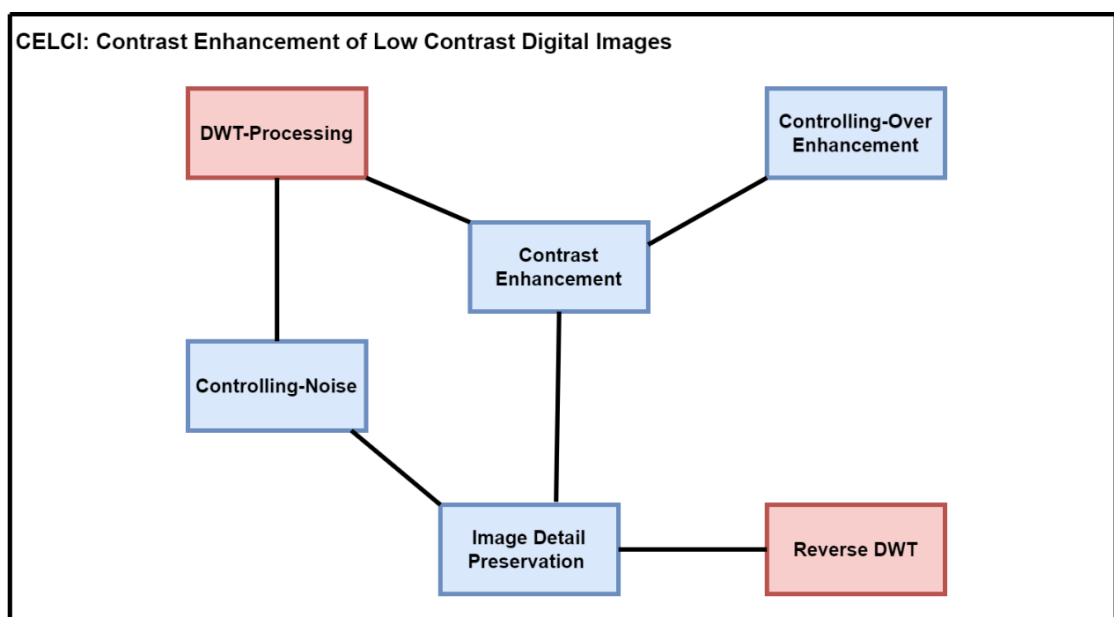 CELCI: Contrast Enhancement of Low Contrast Digital Images
DWT-Processing
Controlling-Over
Enhancement
Contrast
Enhancement
Controlling-Noise
Image Detail
Preservation
Reverse DWT